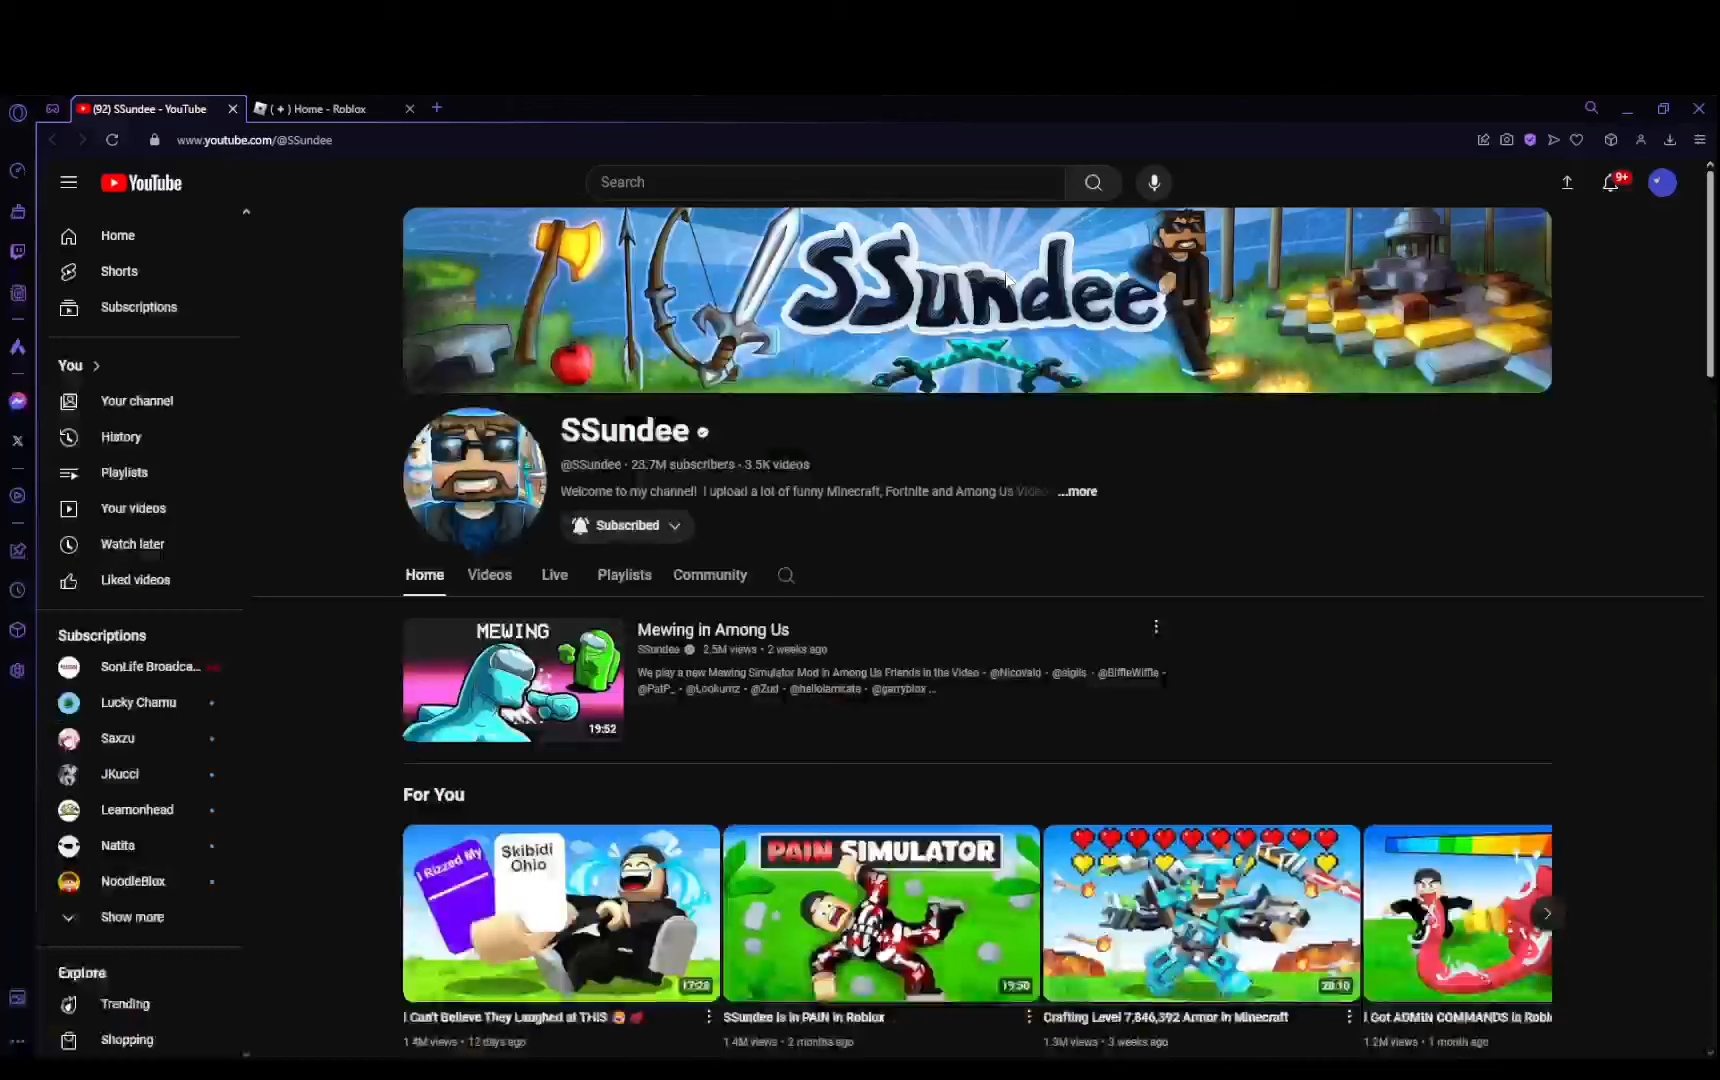 (92) SSundee - YouTube
( + ) Home - Roblox
www.youtube.com/@SSundee
YouTube
Search
9+
Home
Shorts
Subscriptions
You
Your channel
History
Playlists
Your videos
Watch later
Liked videos
Subscriptions
SonLife Broadca...
Lucky Chamu
Saxzu
JKucci
Leamonhead
Natita
NoodleBlox
Show more
Explore
Trending
Shopping
SSundee
SSundee
@SSundee · 23.7M subscribers · 3.5K videos
Welcome to my channel! I upload a lot of funny Minecraft, Fortnite and Among Us Video ...more
Subscribed
Home Videos Live Playlists Community
MEWING
19:52
Mewing in Among Us
SSundee 2.5M views · 2 weeks ago
We play a new Mewing Simulator Mod in Among Us Friends in the Video - @Nicovald - @sigils - @BiffleWiffle -
@PatP_ - @Lookumz - @Zud - @hellolamkate - @garryblox ...
For You
I Rizzed My
Skibidi
Ohio
17:28
I Can't Believe They Laughed at THIS
1.4M views · 12 days ago
PAIN SIMULATOR
19:50
SSundee is in PAIN in Roblox
1.4M views · 2 months ago
20:10
Crafting Level 7,846,392 Armor in Minecraft
1.3M views · 3 weeks ago
I Got ADMIN COMMANDS in Robl
1.2M views · 1 month ago